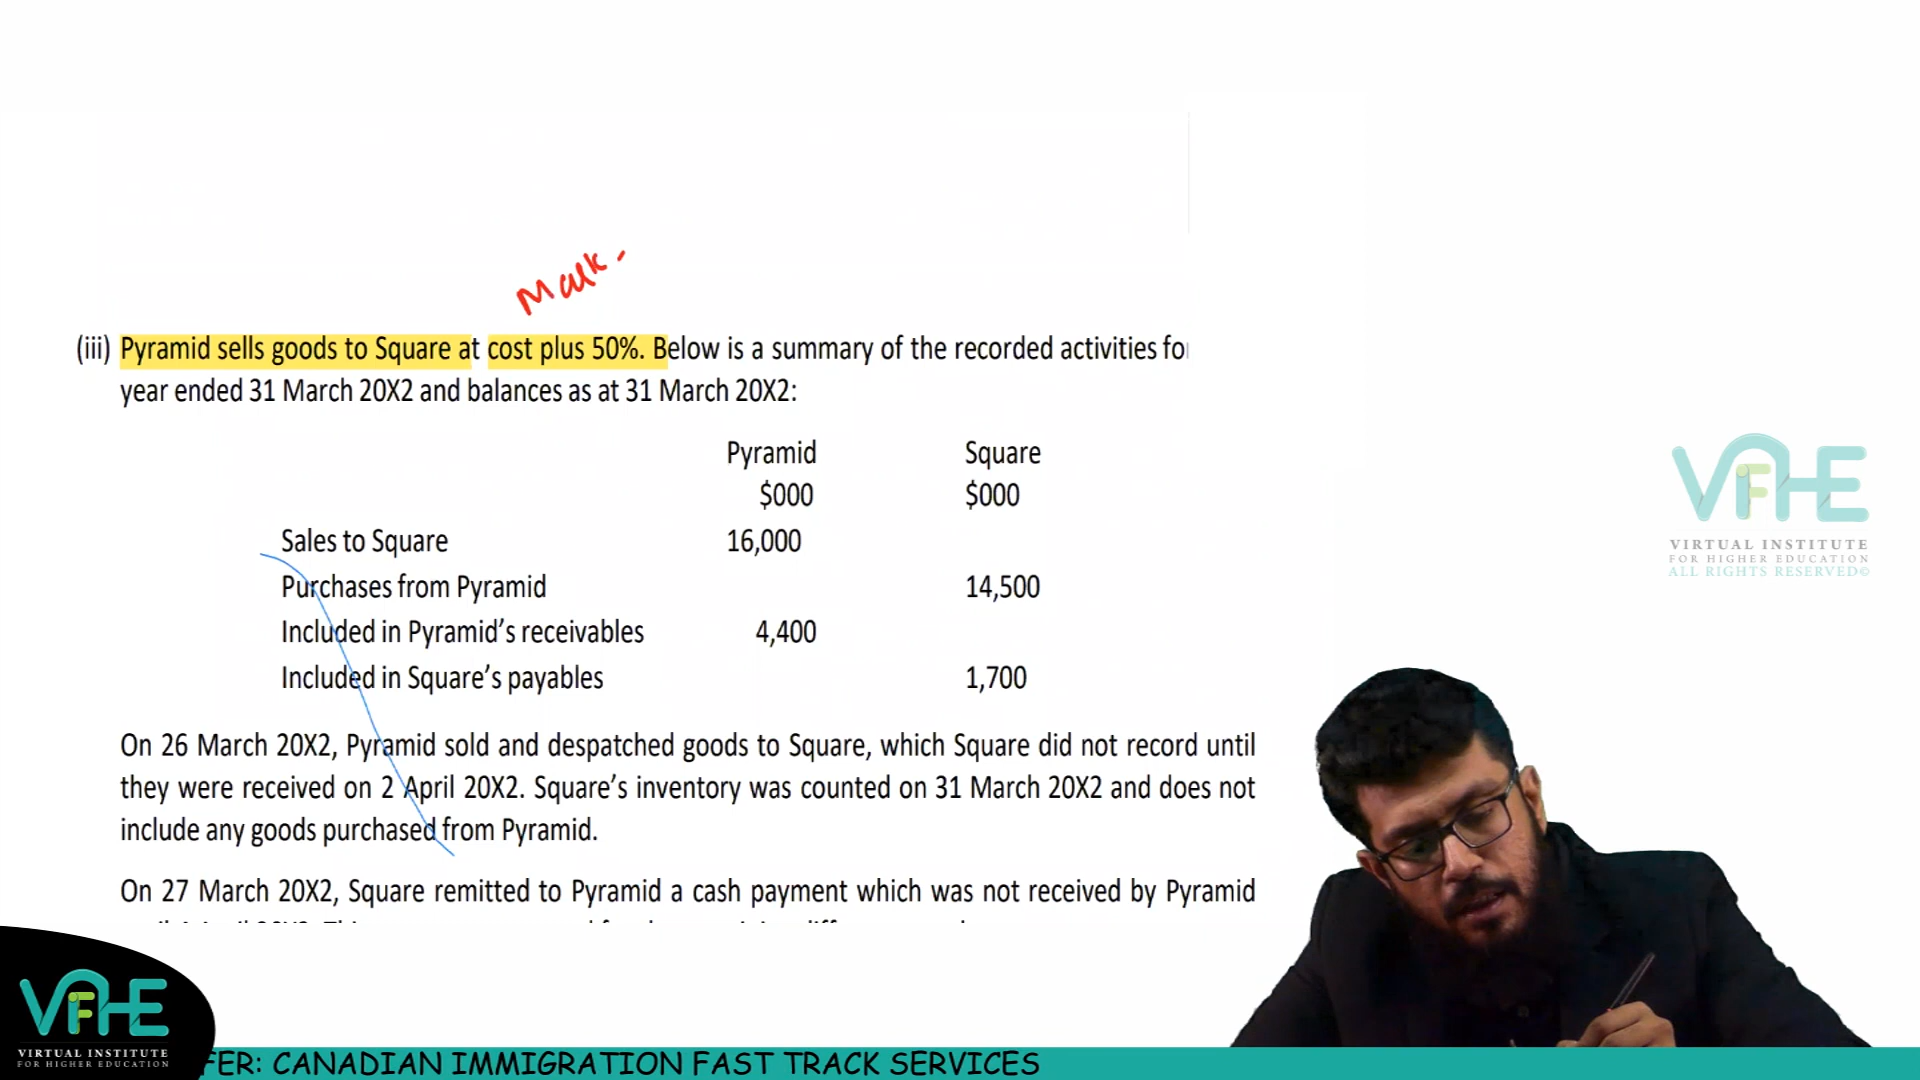 Mark-
(iii) Pyramid sells goods to Square at cost plus 50%. Below is a summary of the recorded activities fo
year ended 31 March 20X2 and balances as at 31 March 20X2:
Pyramid Square
$000 $000
Sales to Square 16,000
Purchases from Pyramid 14,500
Included in Pyramid's receivables 4,400
Included in Square's payables 1,700
On 26 March 20X2, Pyramid sold and despatched goods to Square, which Square did not record until
they were received on 2 April 20X2. Square's inventory was counted on 31 March 20X2 and does not
include any goods purchased from Pyramid.
On 27 March 20X2, Square remitted to Pyramid a cash payment which was not received by Pyramid
VIFHE
VIRTUAL INSTITUTE
FOR HIGHER EDUCATION
ALL RIGHTS RESERVED©
VIFHE
VIRTUAL INSTITUTE
FOR HIGHER EDUCATION
FER: CANADIAN IMMIGRATION FAST TRACK SERVICES